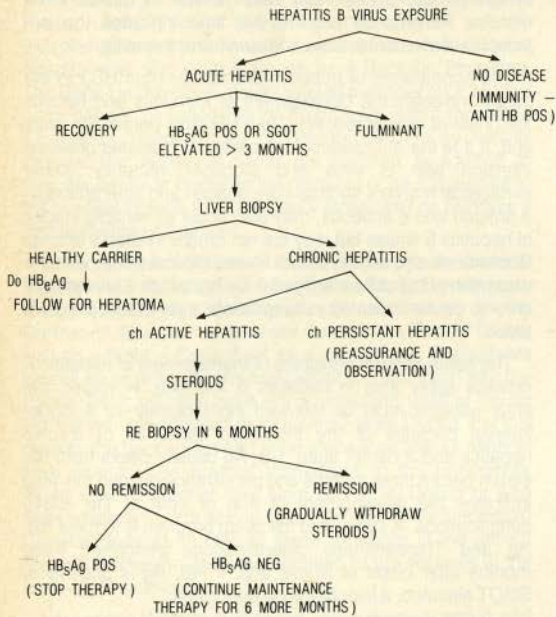 HEPATITIS B VIRUS EXPSURE
ACUTE HEPATITIS
NO DISEASE
(IMMUNITY –
ANTI HB POS)
RECOVERY
HBSAG POS OR SGOT
ELEVATED > 3 MONTHS
FULMINANT
LIVER BIOPSY
HEALTHY CARRIER
CHRONIC HEPATITIS
Do HBeAg
FOLLOW FOR HEPATOMA
ch ACTIVE HEPATITIS
ch PERSISTANT HEPATITIS
(REASSURANCE AND
OBSERVATION)
STEROIDS
RE BIOPSY IN 6 MONTHS
NO REMISSION
REMISSION
(GRADUALLY WITHDRAW
STEROIDS)
HBSAg POS
(STOP THERAPY)
HBSAG NEG
(CONTINUE MAINTENANCE
THERAPY FOR 6 MORE MONTHS)